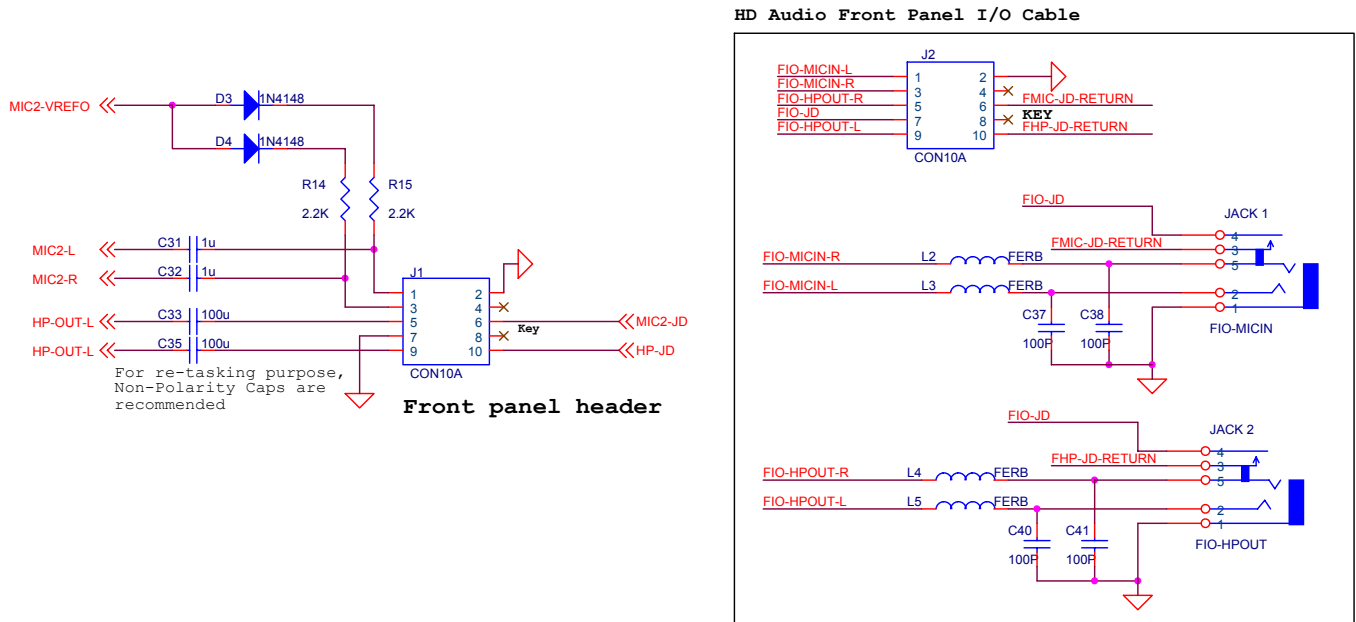 HD Audio Front Panel I/O Cable
MIC2-VREFO
D3
1N4148
D4
1N4148
R14
2.2K
R15
2.2K
MIC2-L
C31
1u
MIC2-R
C32
1u
HP-OUT-L
C33
100u
HP-OUT-L
C35
100u
For re-tasking purpose,
Non-Polarity Caps are
recommended
J1
1 2
3 4
5 6
7 8
9 10
CON10A
Key
MIC2-JD
HP-JD
Front panel header
J2
FIO-MICIN-L
FIO-MICIN-R
FIO-HPOUT-R
FIO-JD
FIO-HPOUT-L
1 2
3 4
5 6
7 8
9 10
CON10A
FMIC-JD-RETURN
KEY
FHP-JD-RETURN
FIO-JD
JACK 1
FMIC-JD-RETURN
FIO-MICIN-R
L2
FERB
FIO-MICIN-L
L3
FERB
4
3
5
2
1
C37
100P
C38
100P
FIO-MICIN
FIO-JD
JACK 2
FHP-JD-RETURN
FIO-HPOUT-R
L4
FERB
FIO-HPOUT-L
L5
FERB
4
3
5
2
1
C40
100P
C41
100P
FIO-HPOUT